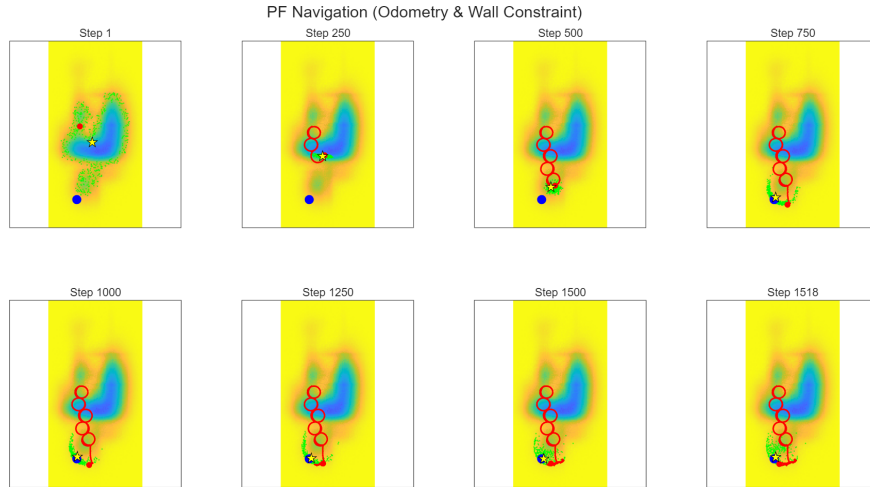 PF Navigation (Odometry & Wall Constraint)
Step 1
Step 250
Step 500
Step 750
Step 1000
Step 1250
Step 1500
Step 1518